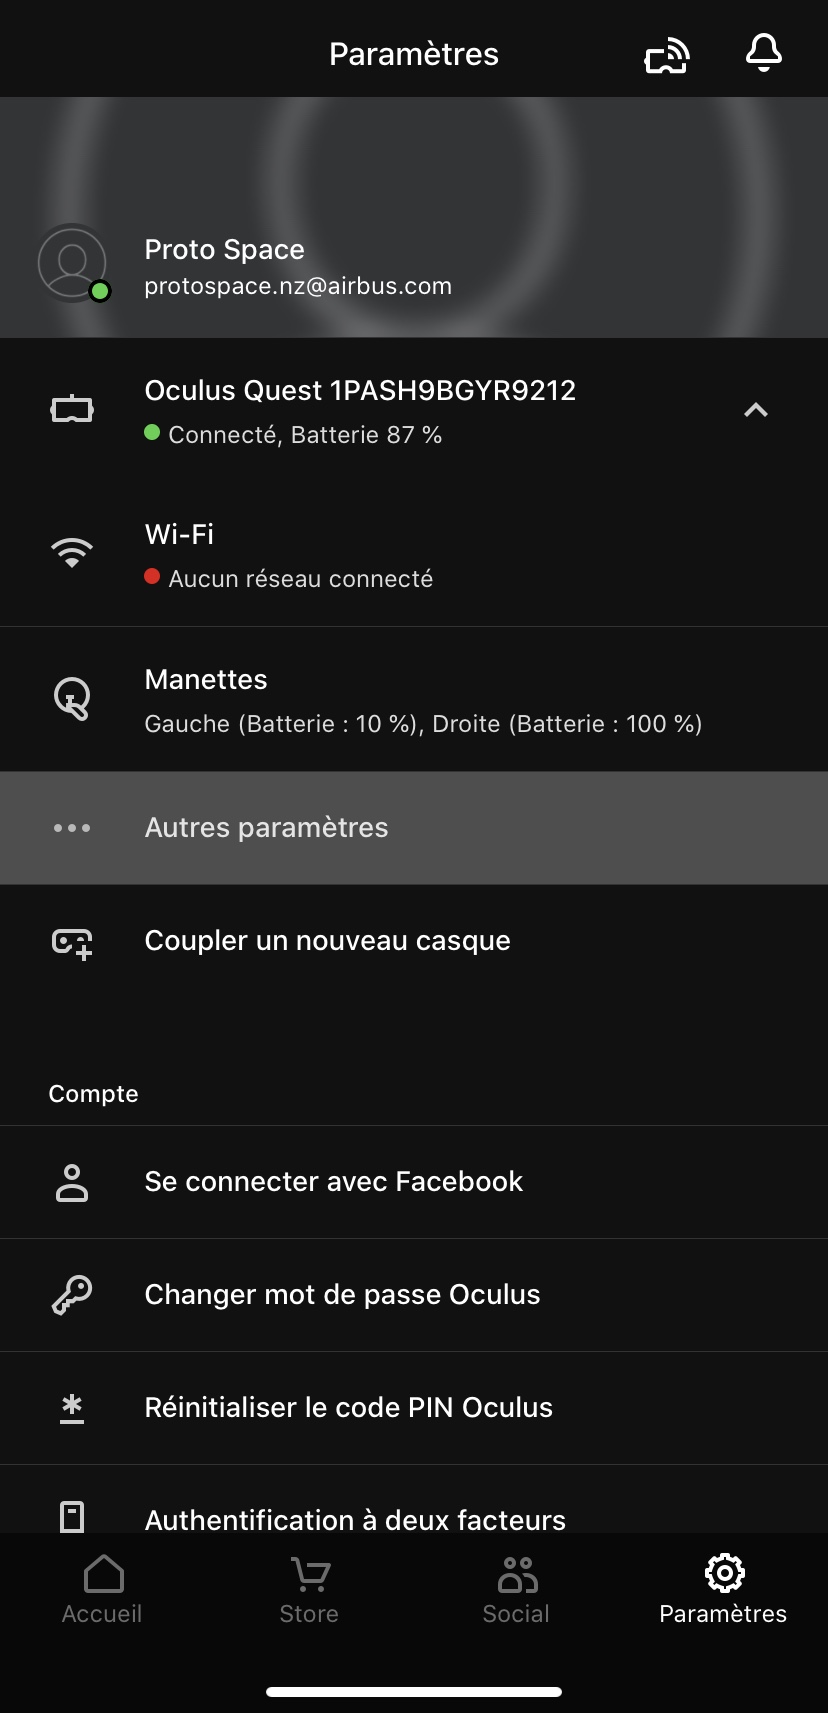 Paramètres
Proto Space
protospace.nz@airbus.com
Oculus Quest 1PASH9BGYR9212
Connecté, Batterie 87 %
Wi-Fi
Aucun réseau connecté
Manettes
Gauche (Batterie : 10 %), Droite (Batterie : 100 %)
Autres paramètres
Coupler un nouveau casque
Compte
Se connecter avec Facebook
Changer mot de passe Oculus
Réinitialiser le code PIN Oculus
Authentification à deux facteurs
Accueil
Store
Social
Paramètres